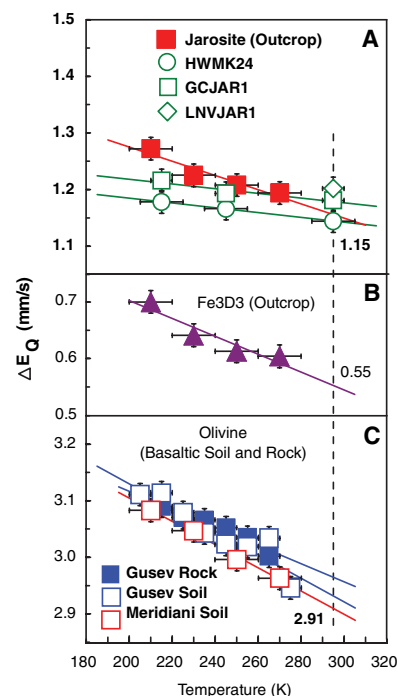 1.5
Jarosite (Outcrop) A
HWMK24
1.4
GCJAR1
LNVJAR1
1.3
1.2
1.1
1.15
B
0.7
Fe3D3 (Outcrop)
0.6
0.55
0.5
ΔE_Q (mm/s)
Olivine C
(Basaltic Soil and Rock)
3.2
3.1
3.0
Gusev Rock
Gusev Soil
Meridiani Soil
2.91
2.9
180 200 220 240 260 280 300 320
Temperature (K)